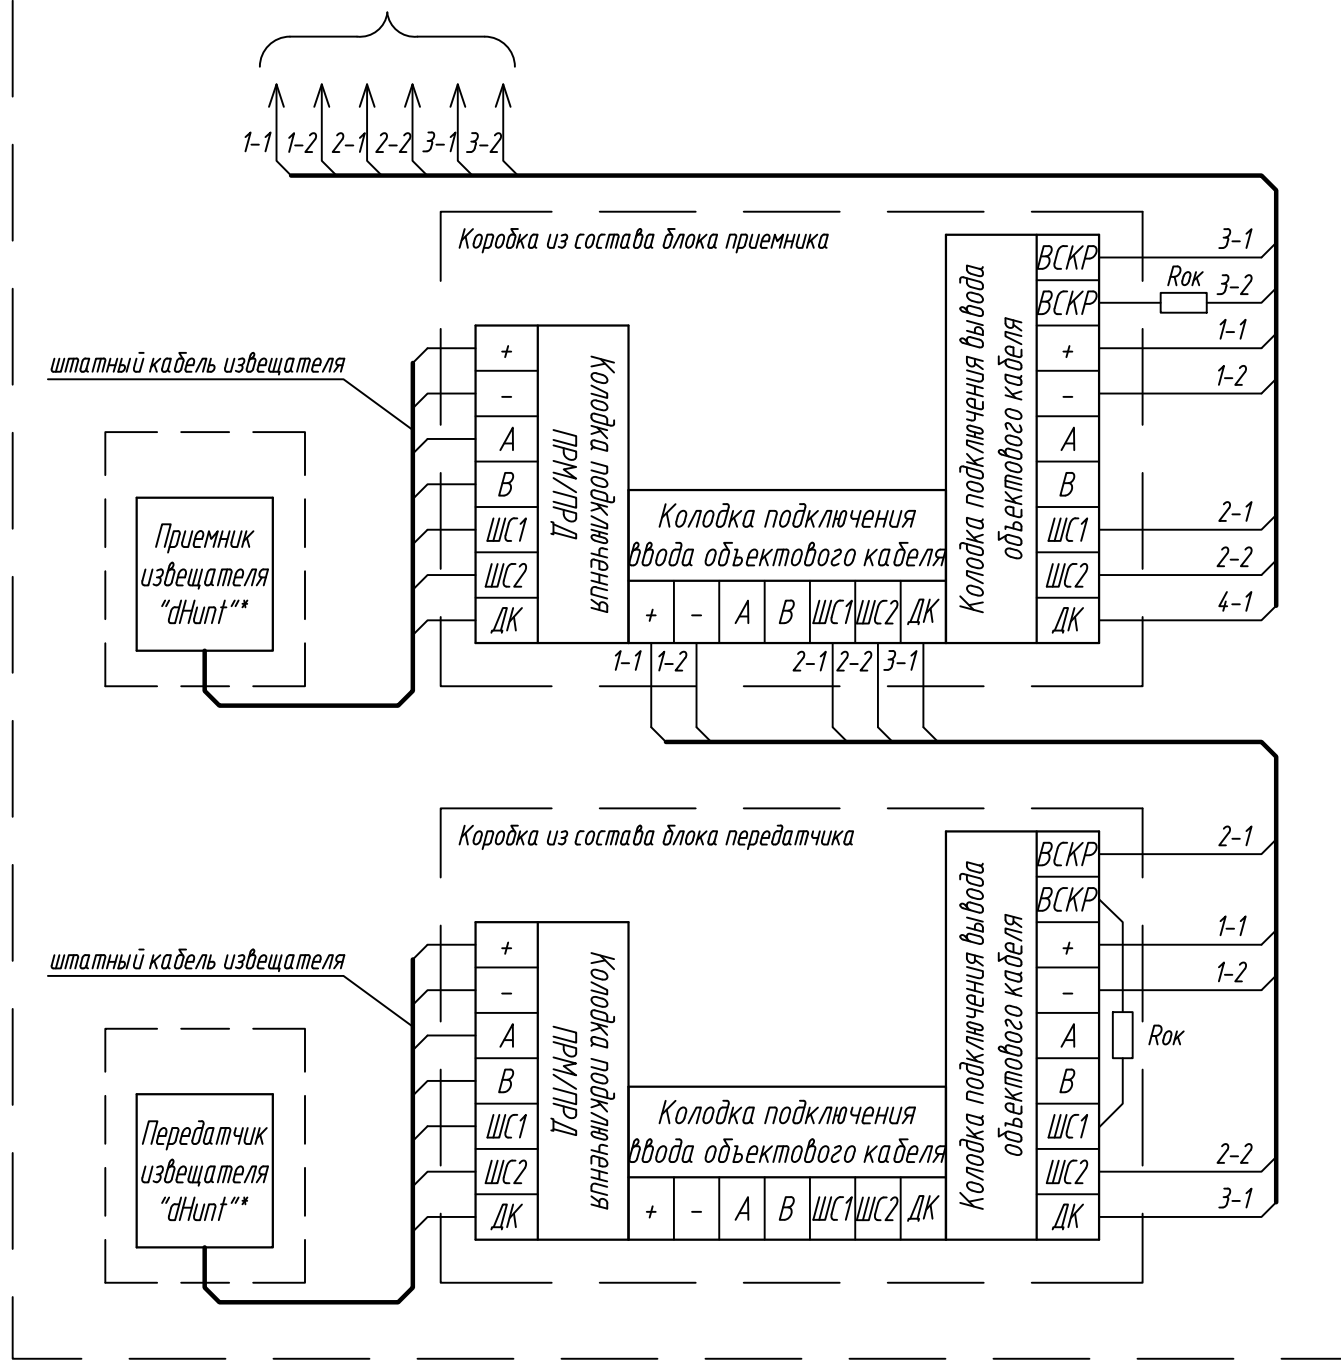 1-1 1-2 2-1 2-2 3-1 3-2
Коробка из состава блока приемника
штатный кабель извещателя
Приемник
извещателя
"dHunt"*
+
-
А
В
ШС1
ШС2
ДК
Колодка подключения
ПРМ/ПРД
Колодка подключения
ввода объектового кабеля
+ - А В ШС1 ШС2 ДК
1-1 1-2 2-1 2-2 3-1
Колодка подключения вывода
объектового кабеля
ВСКР 3-1
ВСКР Rок 3-2
+ 1-1
- 1-2
А
В
ШС1 2-1
ШС2 2-2
ДК 4-1
Коробка из состава блока передатчика
штатный кабель извещателя
Передатчик
извещателя
"dHunt"*
+
-
А
В
ШС1
ШС2
ДК
Колодка подключения
ПРМ/ПРД
Колодка подключения
ввода объектового кабеля
+ - А В ШС1 ШС2 ДК
Колодка подключения вывода
объектового кабеля
ВСКР 2-1
ВСКР
+ 1-1
- 1-2
А Rок
В
ШС1
ШС2 2-2
ДК 3-1